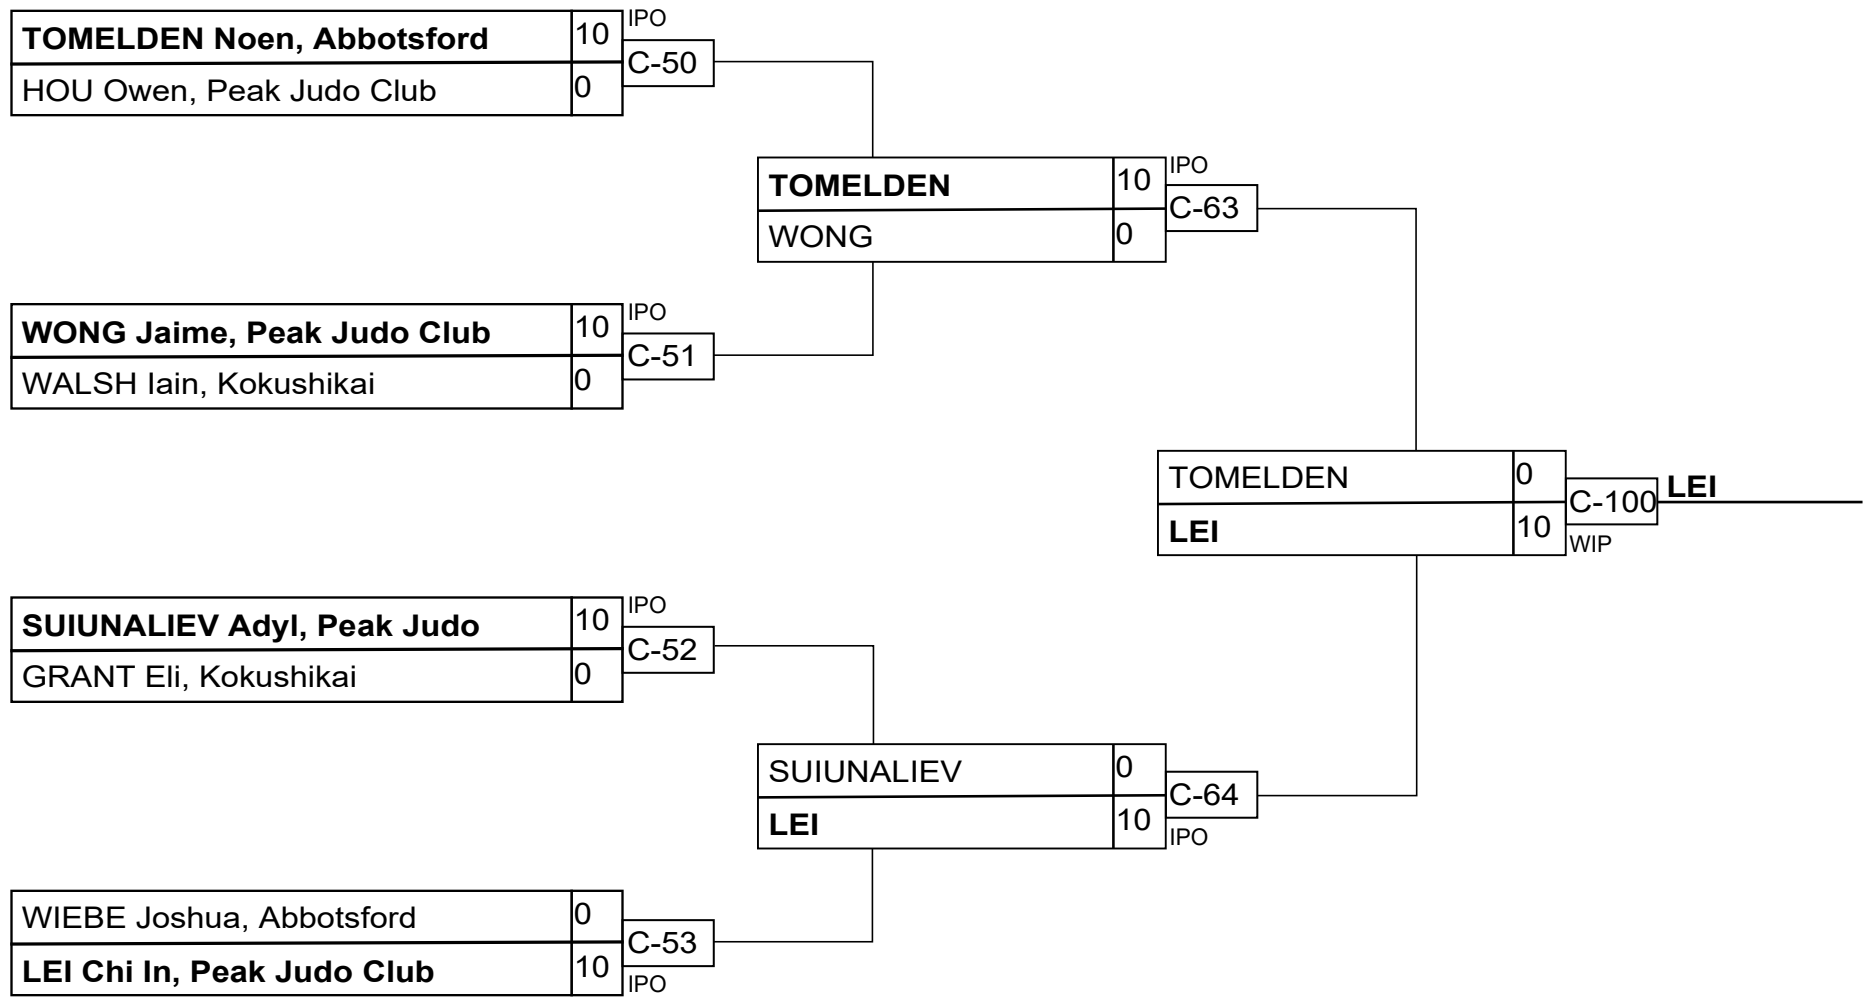 TOMELDEN Noen, Abbotsford 10 IPO
C-50
HOU Owen, Peak Judo Club 0
TOMELDEN 10 IPO
C-63
WONG 0
WONG Jaime, Peak Judo Club 10 IPO
C-51
WALSH Iain, Kokushikai 0
TOMELDEN 0
C-100 LEI
LEI 10 WIP
SUIUNALIEV Adyl, Peak Judo 10 IPO
C-52
GRANT Eli, Kokushikai 0
SUIUNALIEV 0
C-64
LEI 10 IPO
WIEBE Joshua, Abbotsford 0
C-53
LEI Chi In, Peak Judo Club 10 IPO